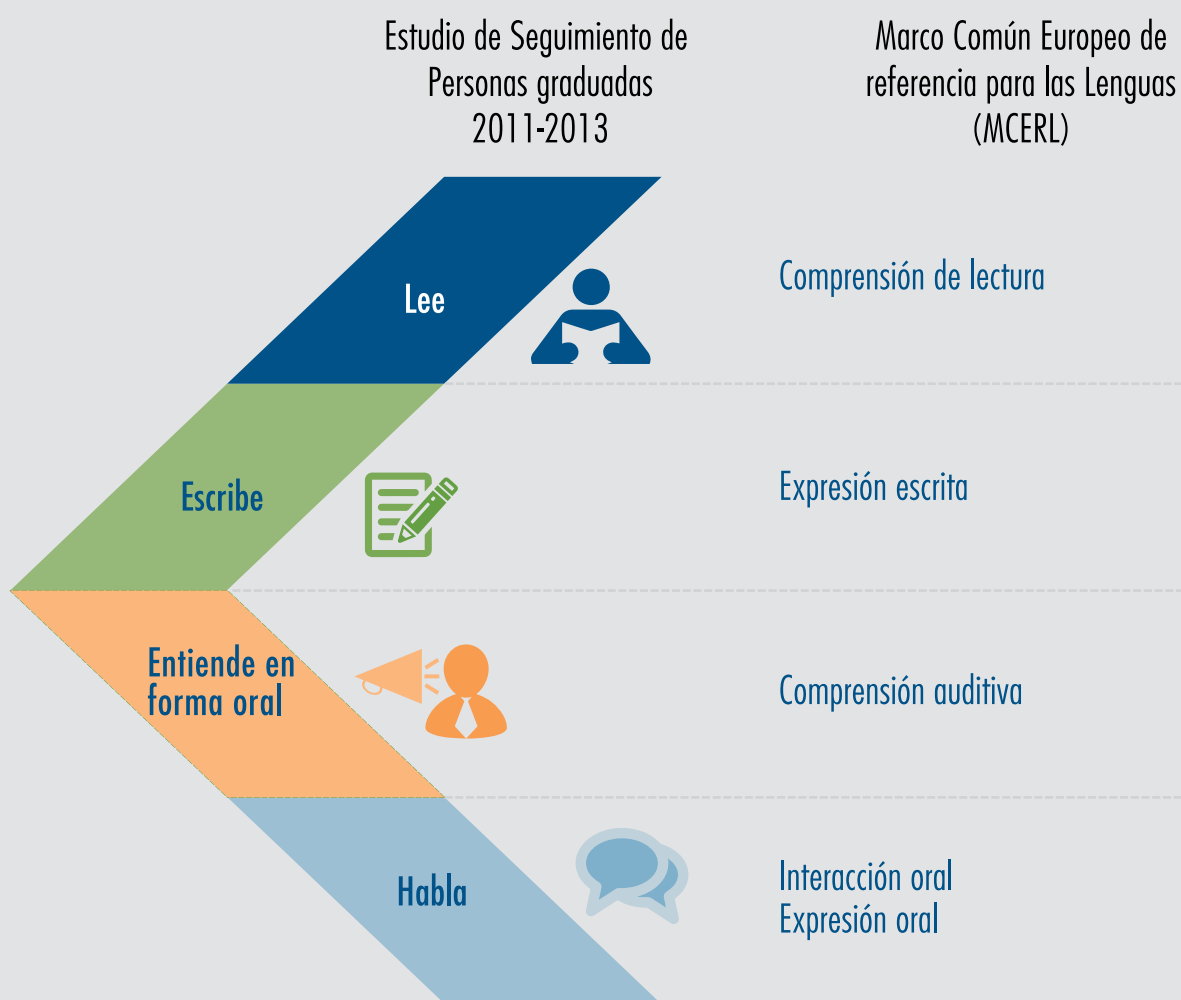 Estudio de Seguimiento de
Personas graduadas
2011-2013
Marco Común Europeo de
referencia para las Lenguas
(MCERL)
Lee
Comprensión de lectura
Escribe
Expresión escrita
Entiende en
forma oral
Comprensión auditiva
Habla
Interacción oral
Expresión oral